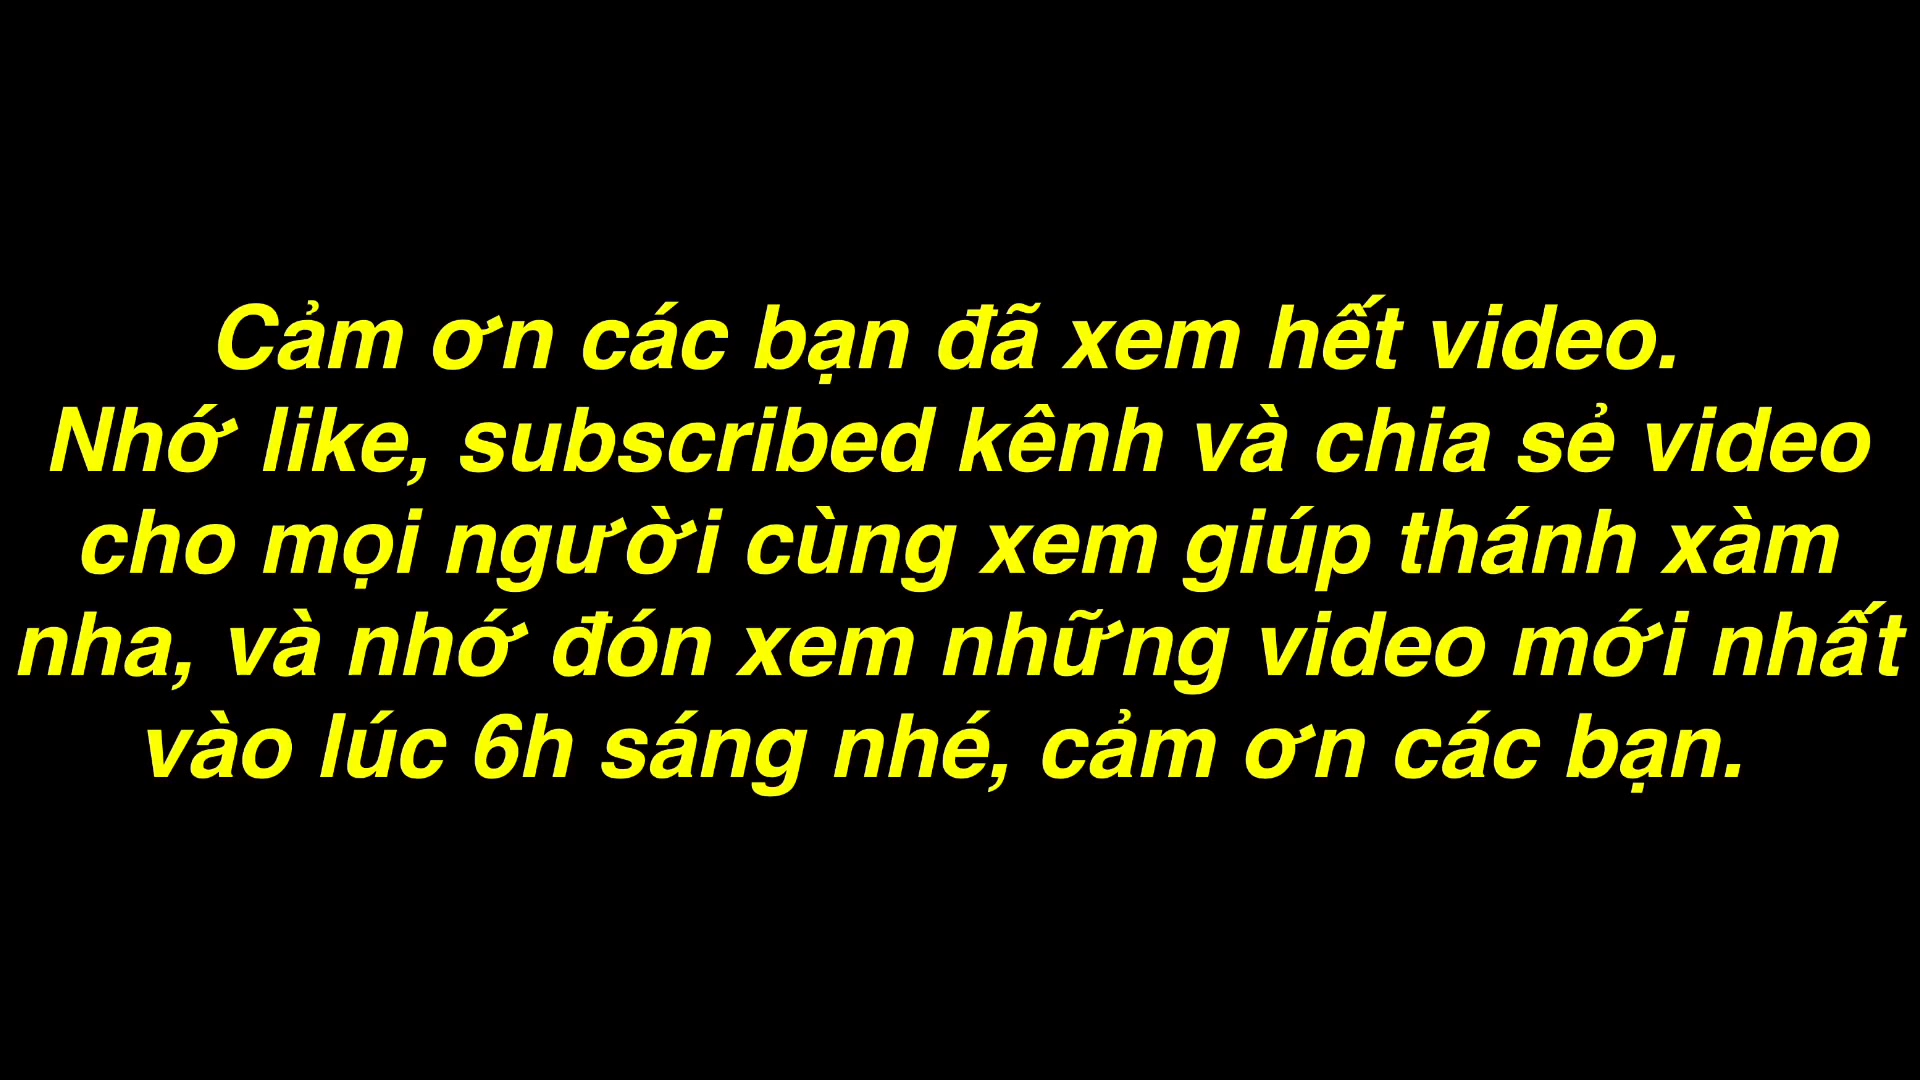 Cảm ơn các bạn đã xem hết video.
Nhớ like, subscribed kênh và chia sẻ video
cho mọi người cùng xem giúp thánh xàm
nha, và nhớ đón xem những video mới nhất
vào lúc 6h sáng nhé, cảm ơn các bạn.